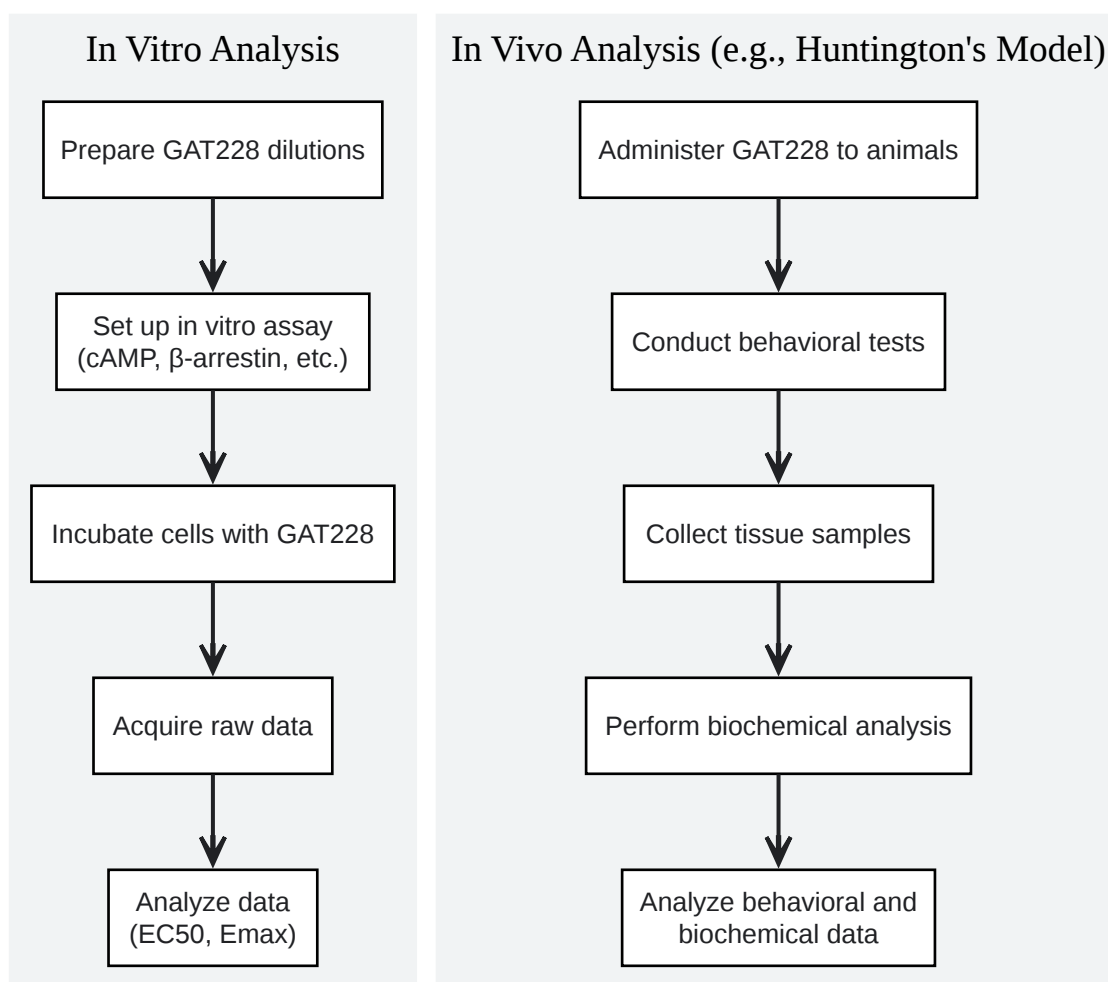 In Vitro Analysis
Prepare GAT228 dilutions
Set up in vitro assay
(cAMP, β-arrestin, etc.)
Incubate cells with GAT228
Acquire raw data
Analyze data
(EC50, Emax)
In Vivo Analysis (e.g., Huntington's Model)
Administer GAT228 to animals
Conduct behavioral tests
Collect tissue samples
Perform biochemical analysis
Analyze behavioral and
biochemical data